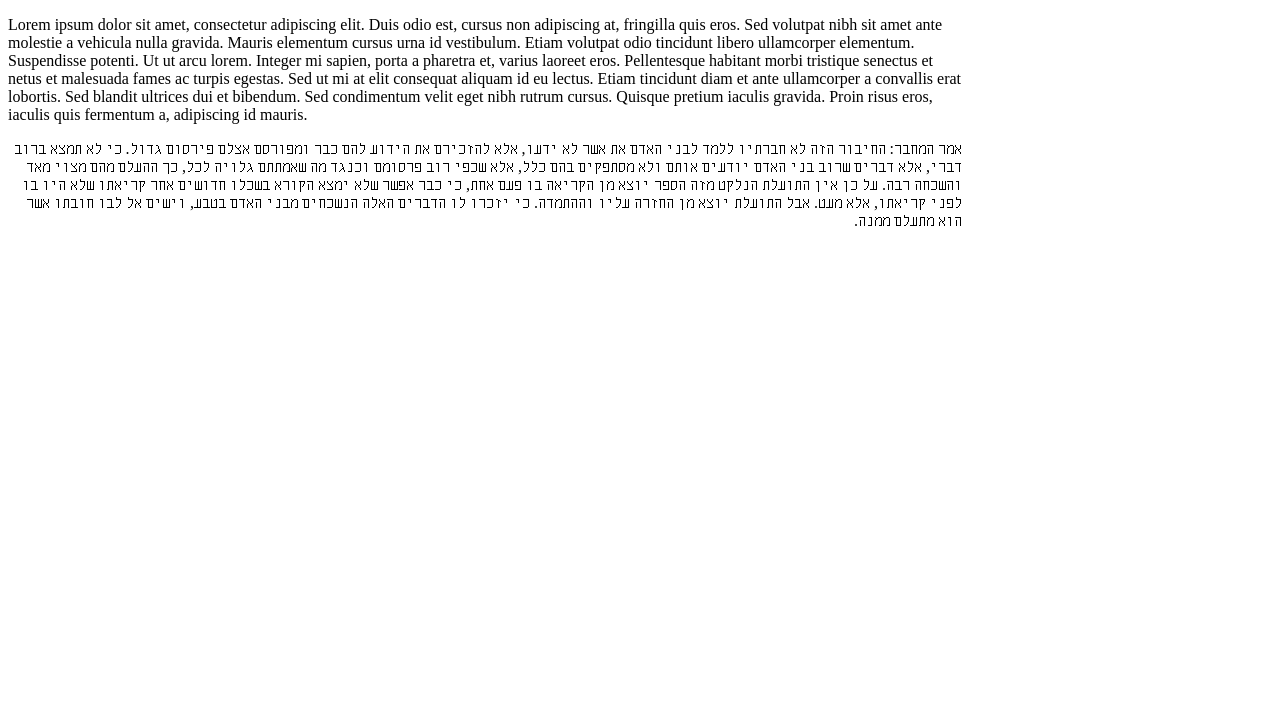 Lorem ipsum dolor sit amet, consectetur adipiscing elit. Duis odio est, cursus non adipiscing at, fringilla quis eros. Sed volutpat nibh sit amet ante
molestie a vehicula nulla gravida. Mauris elementum cursus urna id vestibulum. Etiam volutpat odio tincidunt libero ullamcorper elementum.
Suspendisse potenti. Ut ut arcu lorem. Integer mi sapien, porta a pharetra et, varius laoreet eros. Pellentesque habitant morbi tristique senectus et
netus et malesuada fames ac turpis egestas. Sed ut mi at elit consequat aliquam id eu lectus. Etiam tincidunt diam et ante ullamcorper a convallis erat
lobortis. Sed blandit ultrices dui et bibendum. Sed condimentum velit eget nibh rutrum cursus. Quisque pretium iaculis gravida. Proin risus eros,
iaculis quis fermentum a, adipiscing id mauris.
אמר המחבר: החיבור הזה לא חברתיו ללמד לבני האדם את אשר לא ידעו, אלא להזכירם את הידוע להם כבר ומפורסם אצלם פירסום גדול. כי לא תמצא ברוב
דברי, אלא דברים שרוב בני האדם יודעים אותם ולא מסתפקים בהם כלל, אלא שכפי רוב פרסומם וכנגד מה שאמתתם גלויה לכל, כך ההעלם מהם מצוי מאד
והשכחה רבה. על כן אין התועלת הנלקט מזה הספר יוצא מן הקריאה בו פעם אחת, כי כבר אפשר שלא ימצא הקורא בשכלו חדושים אחר קריאתו שלא היו בו
לפני קריאתו, אלא מעט. אבל התועלת יוצא מן החזרה עליו וההתמדה. כי יזכרו לו הדברים האלה הנשכחים מבני האדם בטבע, וישים אל לבו חובתו אשר
הוא מתעלם ממנה.